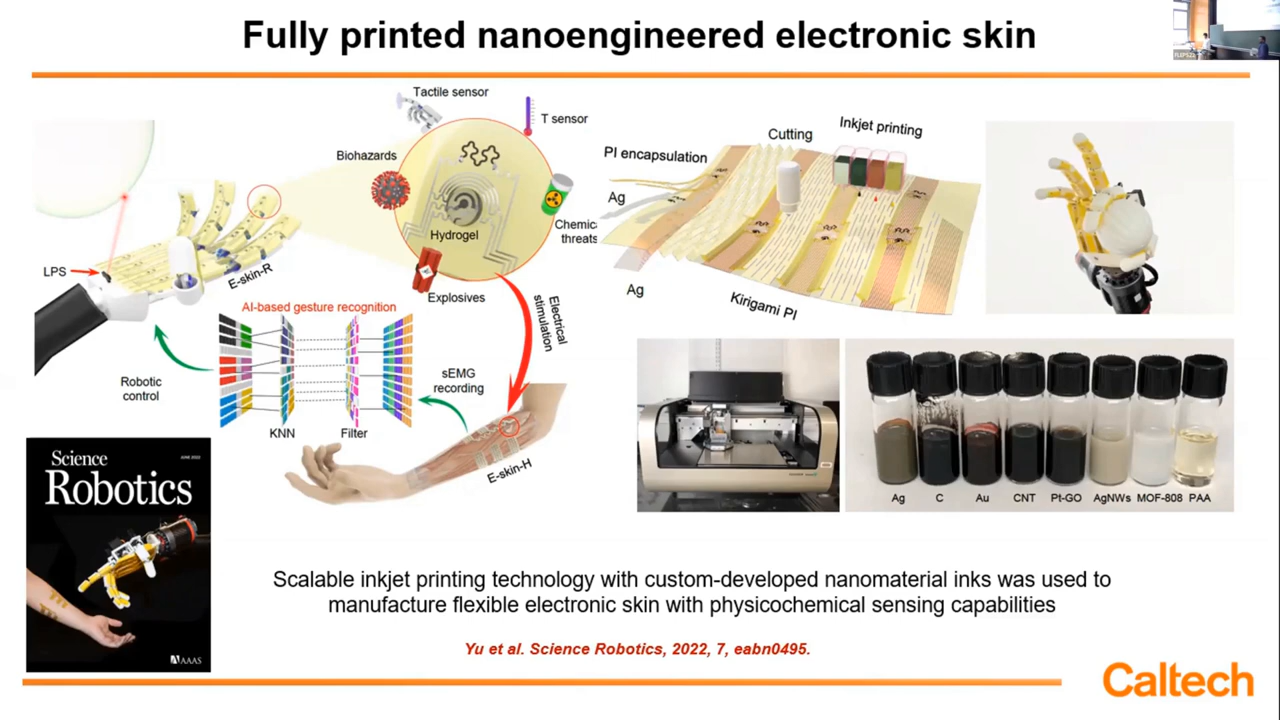 Fully printed nanoengineered electronic skin
Tactile sensor
T sensor
Biohazards
Hydrogel
Chemic
threats
Explosives
LPS
E-skin-R
AI-based gesture recognition
Electrical
stimulation
Robotic
control
sEMG
recording
KNN
Filter
E-skin-H
PI encapsulation
Cutting
Inkjet printing
Ag
Ag
Kirigami PI
Ag
C
Au
CNT
Pt-GO
AgNWs
MOF-808
PAA
Science
Robotics
JUNE 2022
AAAS
Scalable inkjet printing technology with custom-developed nanomaterial inks was used to
manufacture flexible electronic skin with physicochemical sensing capabilities
Yu et al. Science Robotics, 2022, 7, eabn0495.
Caltech